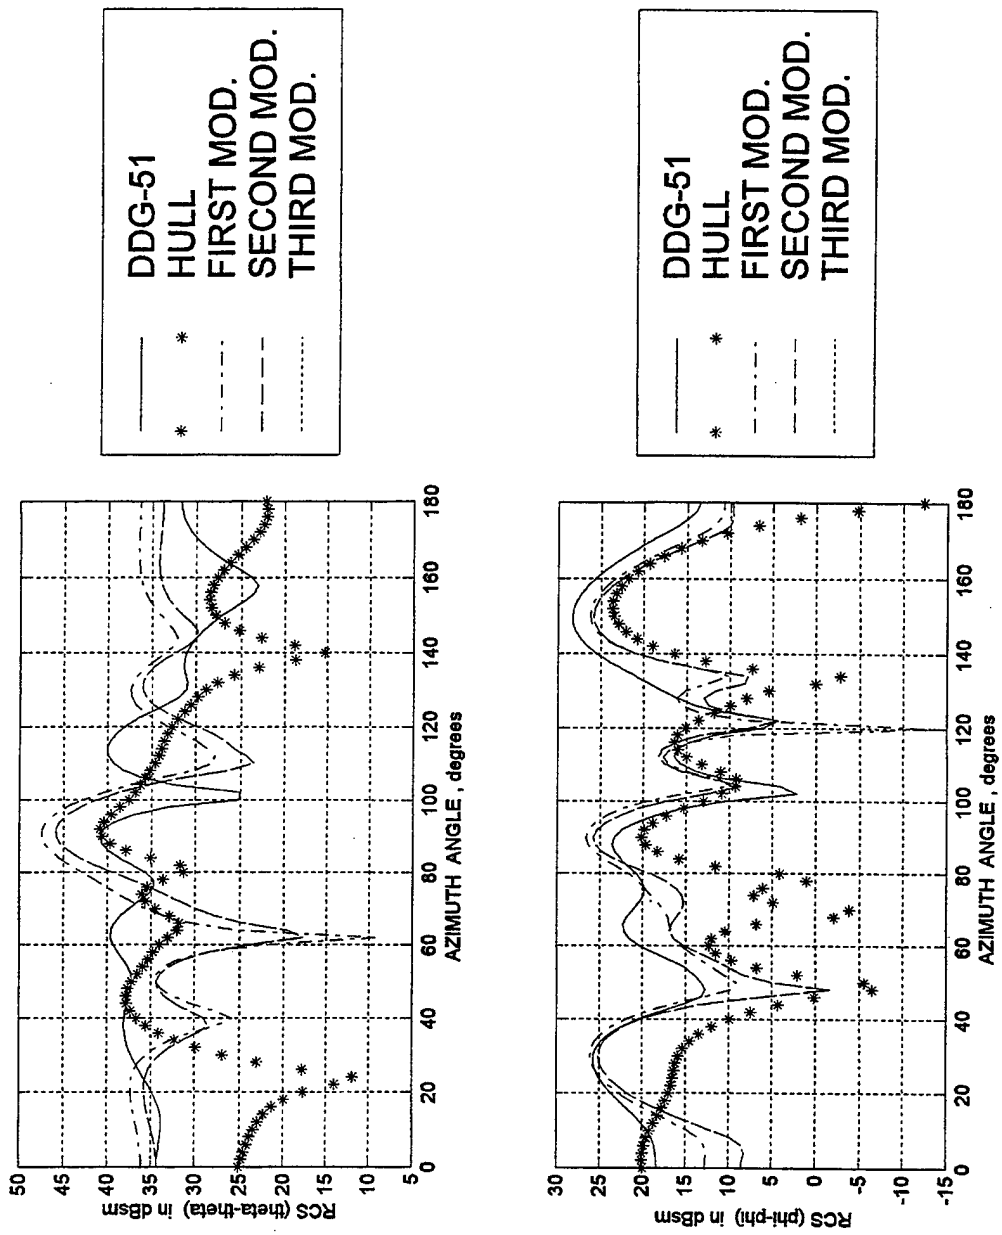 50
45
40
35
30
25
20
15
10
5
RCS (theta-theta) in dBsm
0
20
40
60
80
100
120
140
160
180
AZIMUTH ANGLE , degrees
DDG-51
HULL
FIRST MOD.
SECOND MOD.
THIRD MOD.
30
25
20
15
10
5
0
-5
-10
-15
RCS (phi-phi) in dBsm
0
20
40
60
80
100
120
140
160
180
AZIMUTH ANGLE , degrees
DDG-51
HULL
FIRST MOD.
SECOND MOD.
THIRD MOD.